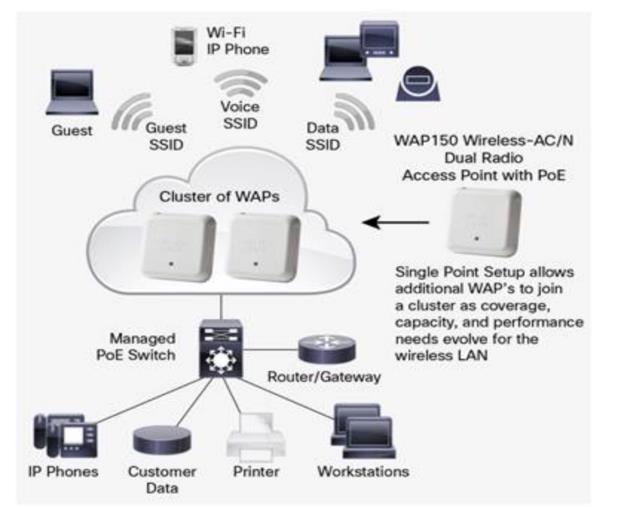 Wi-Fi
IP Phone
Guest
Guest
SSID
Voice
SSID
Data
SSID
WAP150 Wireless-AC/N
Dual Radio
Access Point with PoE
Cluster of WAPs
Single Point Setup allows
additional WAP's to join
a cluster as coverage,
capacity, and performance
needs evolve for the
wireless LAN
Managed
PoE Switch
Router/Gateway
IP Phones
Customer
Data
Printer
Workstations